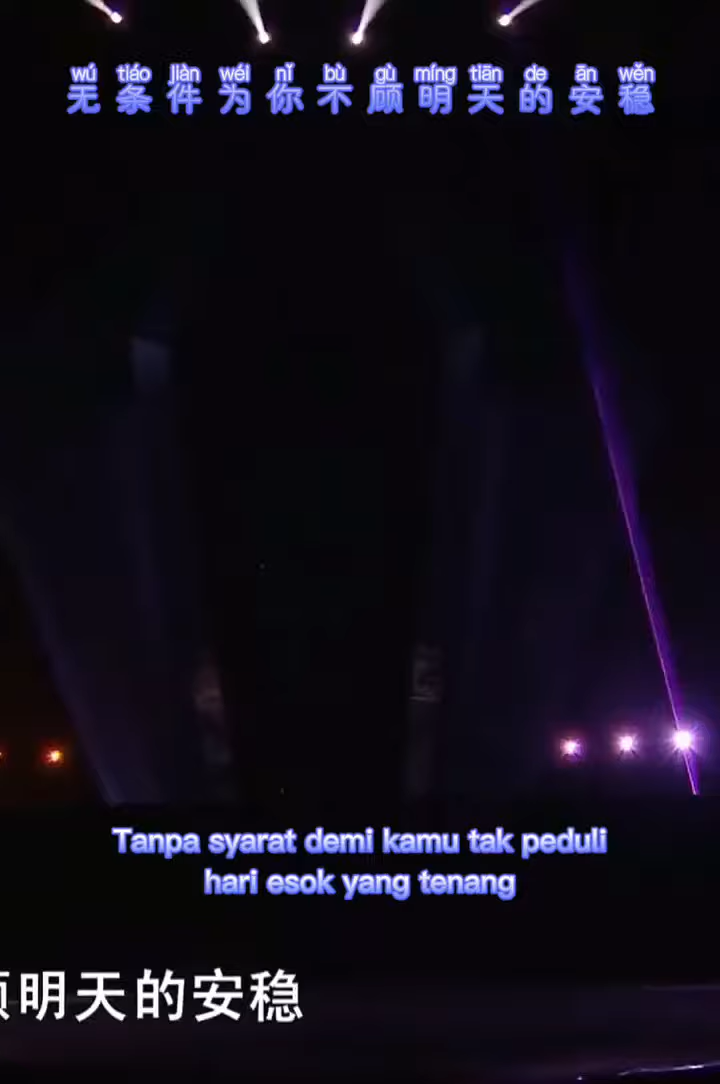 wú tiáo jiàn wéi nǐ bù gù míng tiān de ān wěn
无条件为你不顾明天的安稳
Tanpa syarat demi kamu tak peduli
hari esok yang tenang
明天的安稳